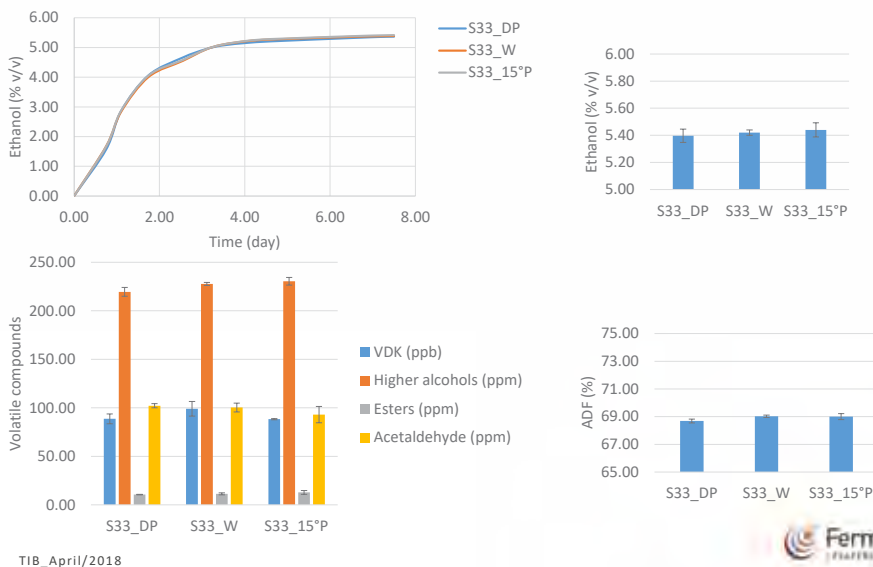 6.00
5.00
4.00
3.00
2.00
1.00
0.00
Ethanol (% v/v)
0.00 2.00 4.00 6.00 8.00
Time (day)
S33_DP
S33_W
S33_15°P
6.00
5.80
5.60
5.40
5.20
5.00
Ethanol (% v/v)
S33_DP S33_W S33_15°P
250.00
200.00
150.00
100.00
50.00
0.00
Volatile compounds
S33_DP S33_W S33_15°P
VDK (ppb)
Higher alcohols (ppm)
Esters (ppm)
Acetaldehyde (ppm)
75.00
73.00
71.00
69.00
67.00
65.00
ADF (%)
S33_DP S33_W S33_15°P
TIB_April/2018
Ferm